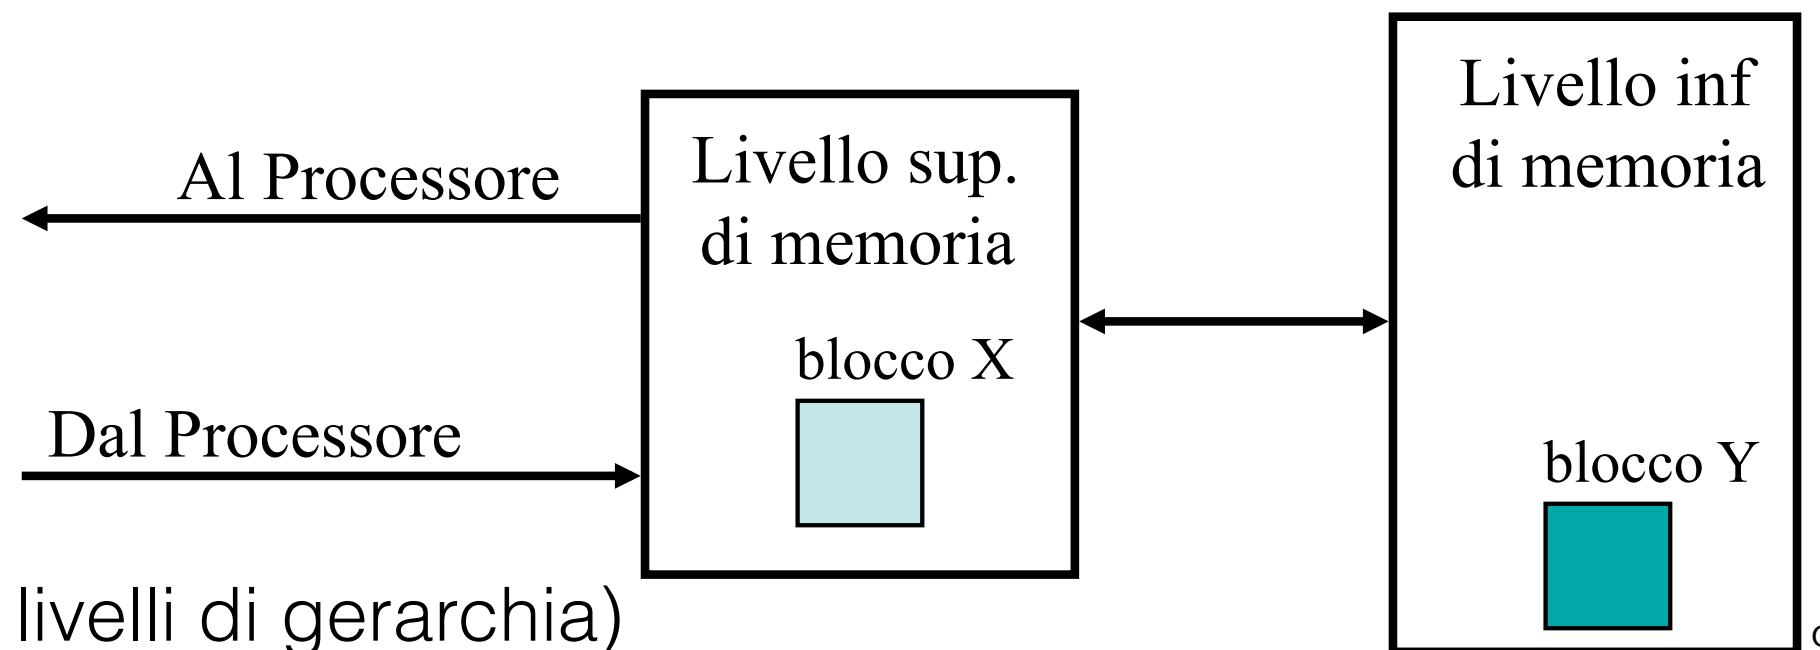 Al Processore
Dal Processore
Livello sup.
di memoria
blocco X
Livello inf
di memoria
blocco Y
livelli di gerarchia)